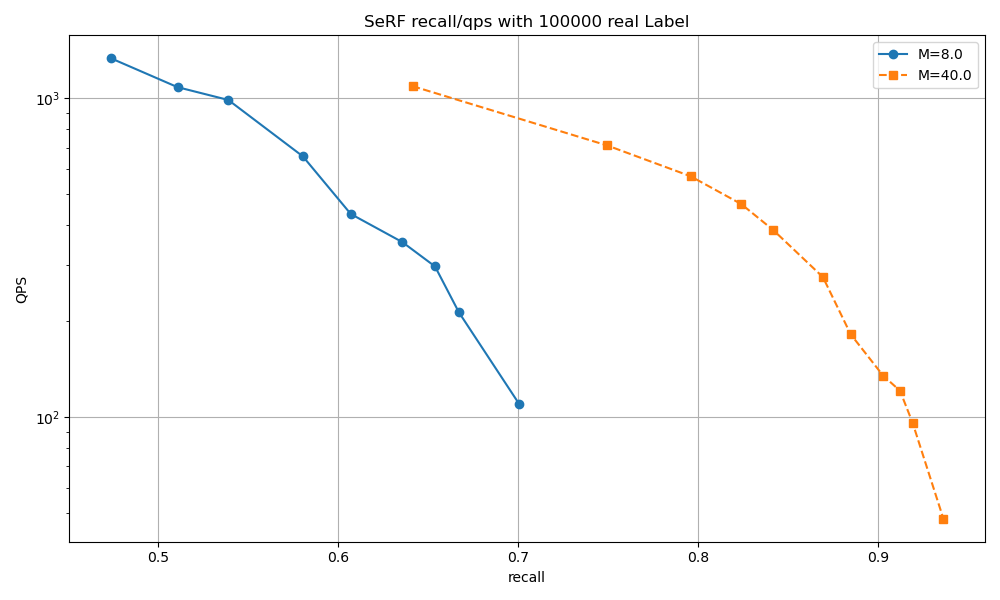 SeRF recall/qps with 100000 real Label
M=8.0
M=40.0
QPS
10³
10²
0.5 0.6 0.7 0.8 0.9
recall